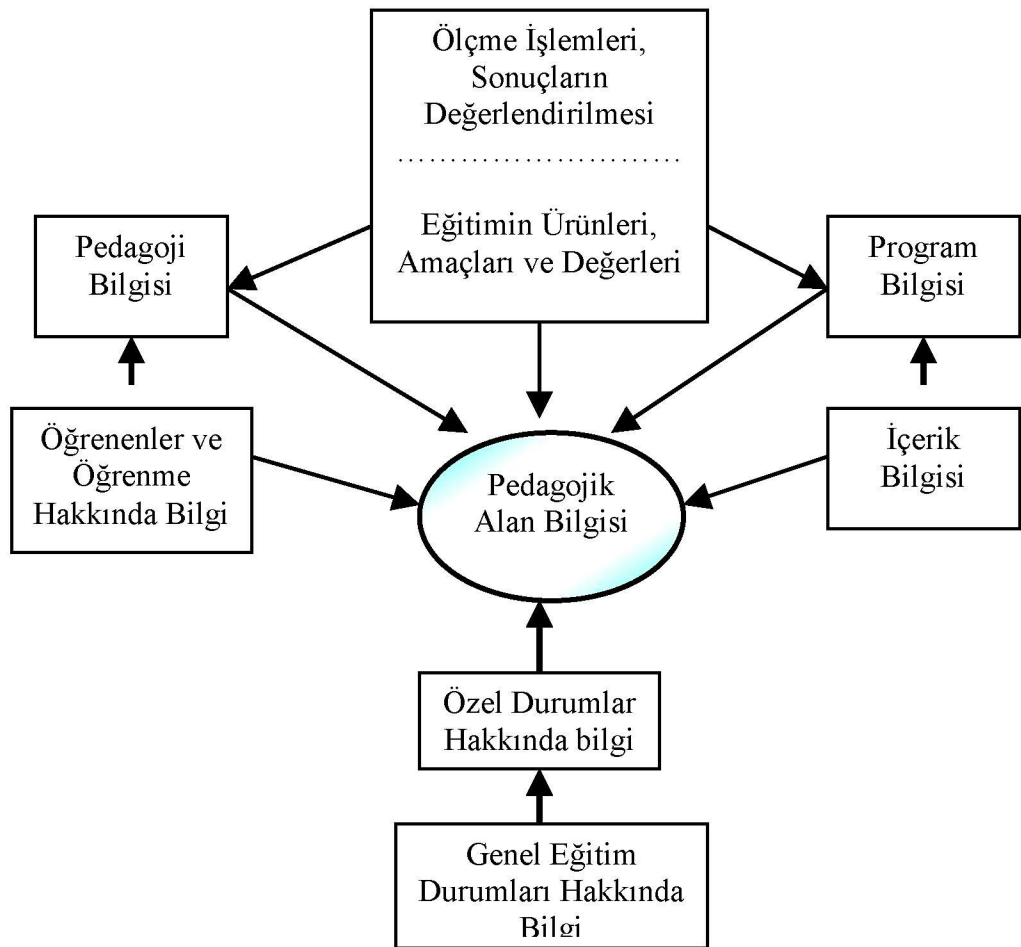 Ölçme İşlemleri,
Sonuçların
Değerlendirilmesi
………………………
Eğitimin Ürünleri,
Amaçları ve Değerleri
Pedagoji
Bilgisi
Program
Bilgisi
Öğrenenler ve
Öğrenme
Hakkında Bilgi
Pedagojik
Alan Bilgisi
İçerik
Bilgisi
Özel Durumlar
Hakkında bilgi
Genel Eğitim
Durumları Hakkında
Bilgi